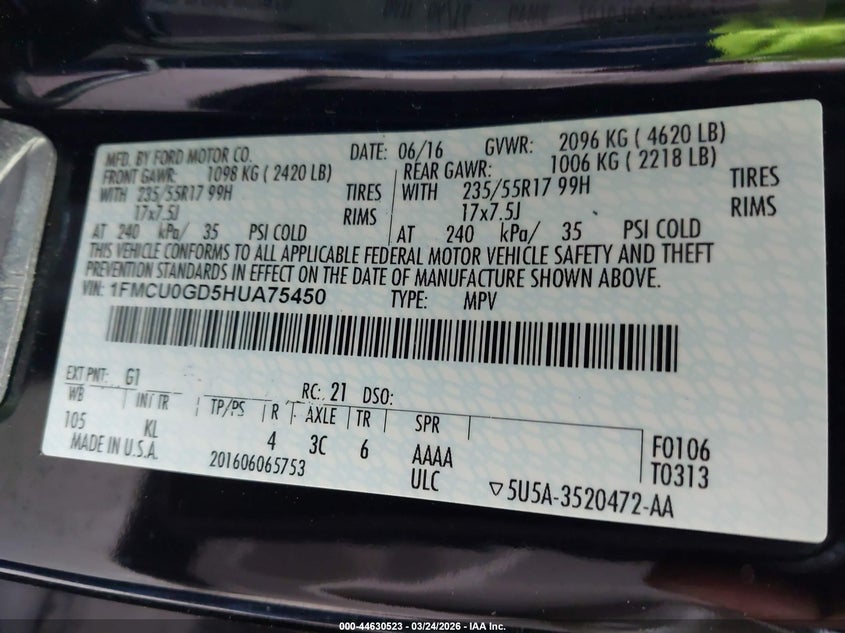 MFD. BY FORD MOTOR CO. DATE: 06/16 GVWR: 2096 KG ( 4620 LB)
FRONT GAWR: 1098 KG ( 2420 LB) REAR GAWR: 1006 KG ( 2218 LB)
WITH 235/55R17 99H TIRES WITH 235/55R17 99H TIRES
17x7.5J RIMS 17x7.5J RIMS
AT 240 kPa/ 35 PSI COLD AT 240 kPa/ 35 PSI COLD
THIS VEHICLE CONFORMS TO ALL APPLICABLE FEDERAL MOTOR VEHICLE SAFETY AND THEFT
PREVENTION STANDARDS IN EFFECT ON THE DATE OF MANUFACTURE SHOWN ABOVE.
VIN: 1FMCU0GD5HUA75450 TYPE: MPV
EXT PNT: G1 RC: 21 DSO:
WB INT TR TP/PS R AXLE TR SPR
105 KL 4 3C 6 AAAA F0106
MADE IN U.S.A. 201606065753 ULC T0313
5U5A-3520472-AA
000-44630523 - 03/24/2026 - IAA Inc.